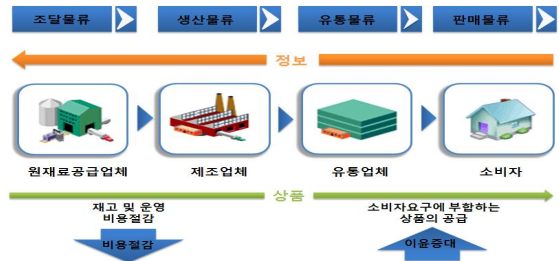 조달물류
생산물류
유통물류
판매물류
정보
원재료공급업체
제조업체
유통업체
소비자
상품
재고 및 운영
비용절감
소비자요구에 부합하는
상품의 공급
비용절감
이윤증대